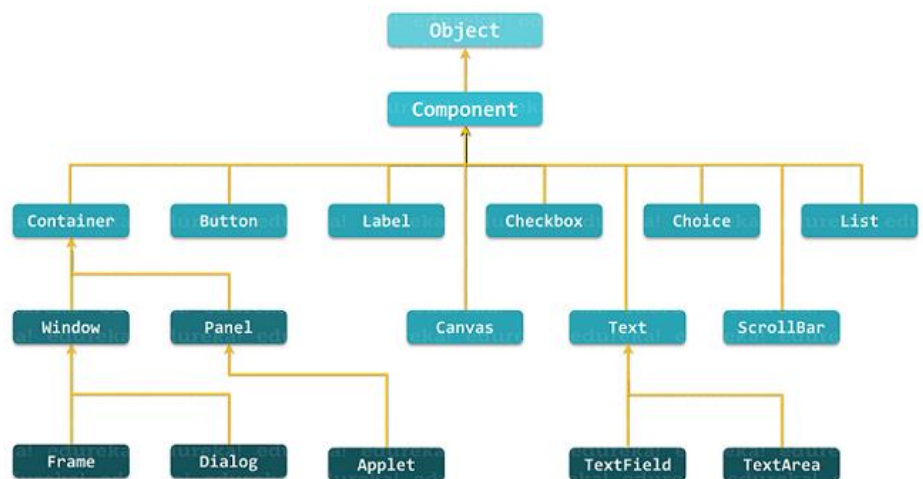 Object
Component
Container Button Label Checkbox Choice List
Window Panel Canvas Text ScrollBar
Frame Dialog Applet TextField TextArea